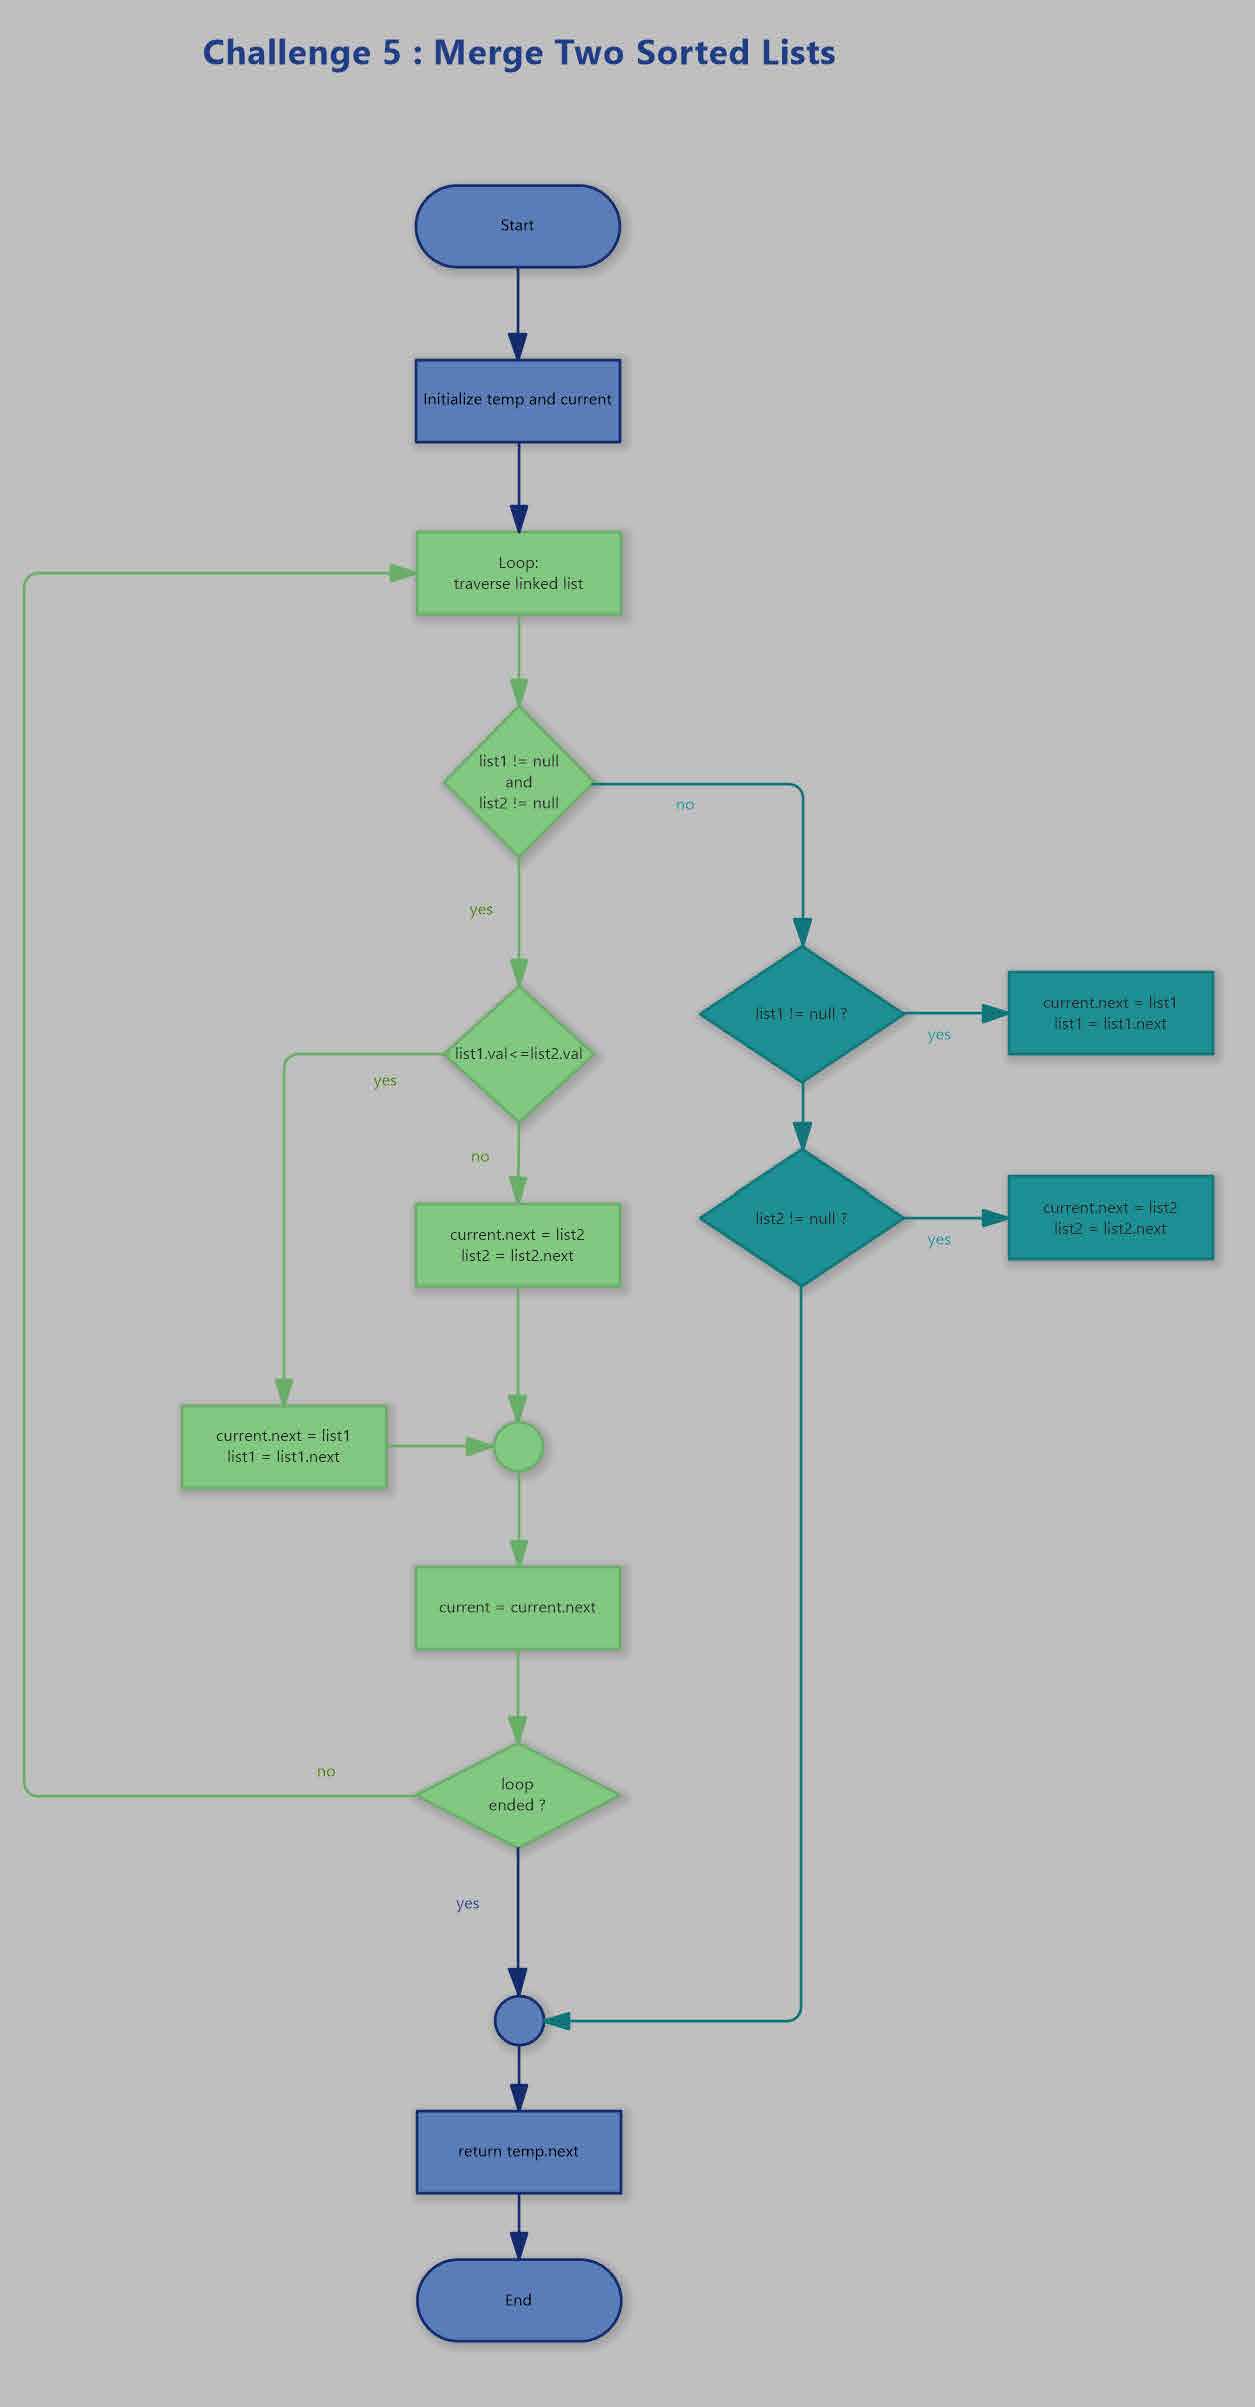 Challenge 5 : Merge Two Sorted Lists
Start
Initialize temp and current
Loop:
traverse linked list
list1 != null
and
list2 != null
no
yes
list1.val<=list2.val
yes
no
list1 != null ?
yes
current.next = list1
list1 = list1.next
list2 != null ?
yes
current.next = list2
list2 = list2.next
current.next = list2
list2 = list2.next
current.next = list1
list1 = list1.next
current = current.next
loop
ended ?
no
yes
return temp.next
End